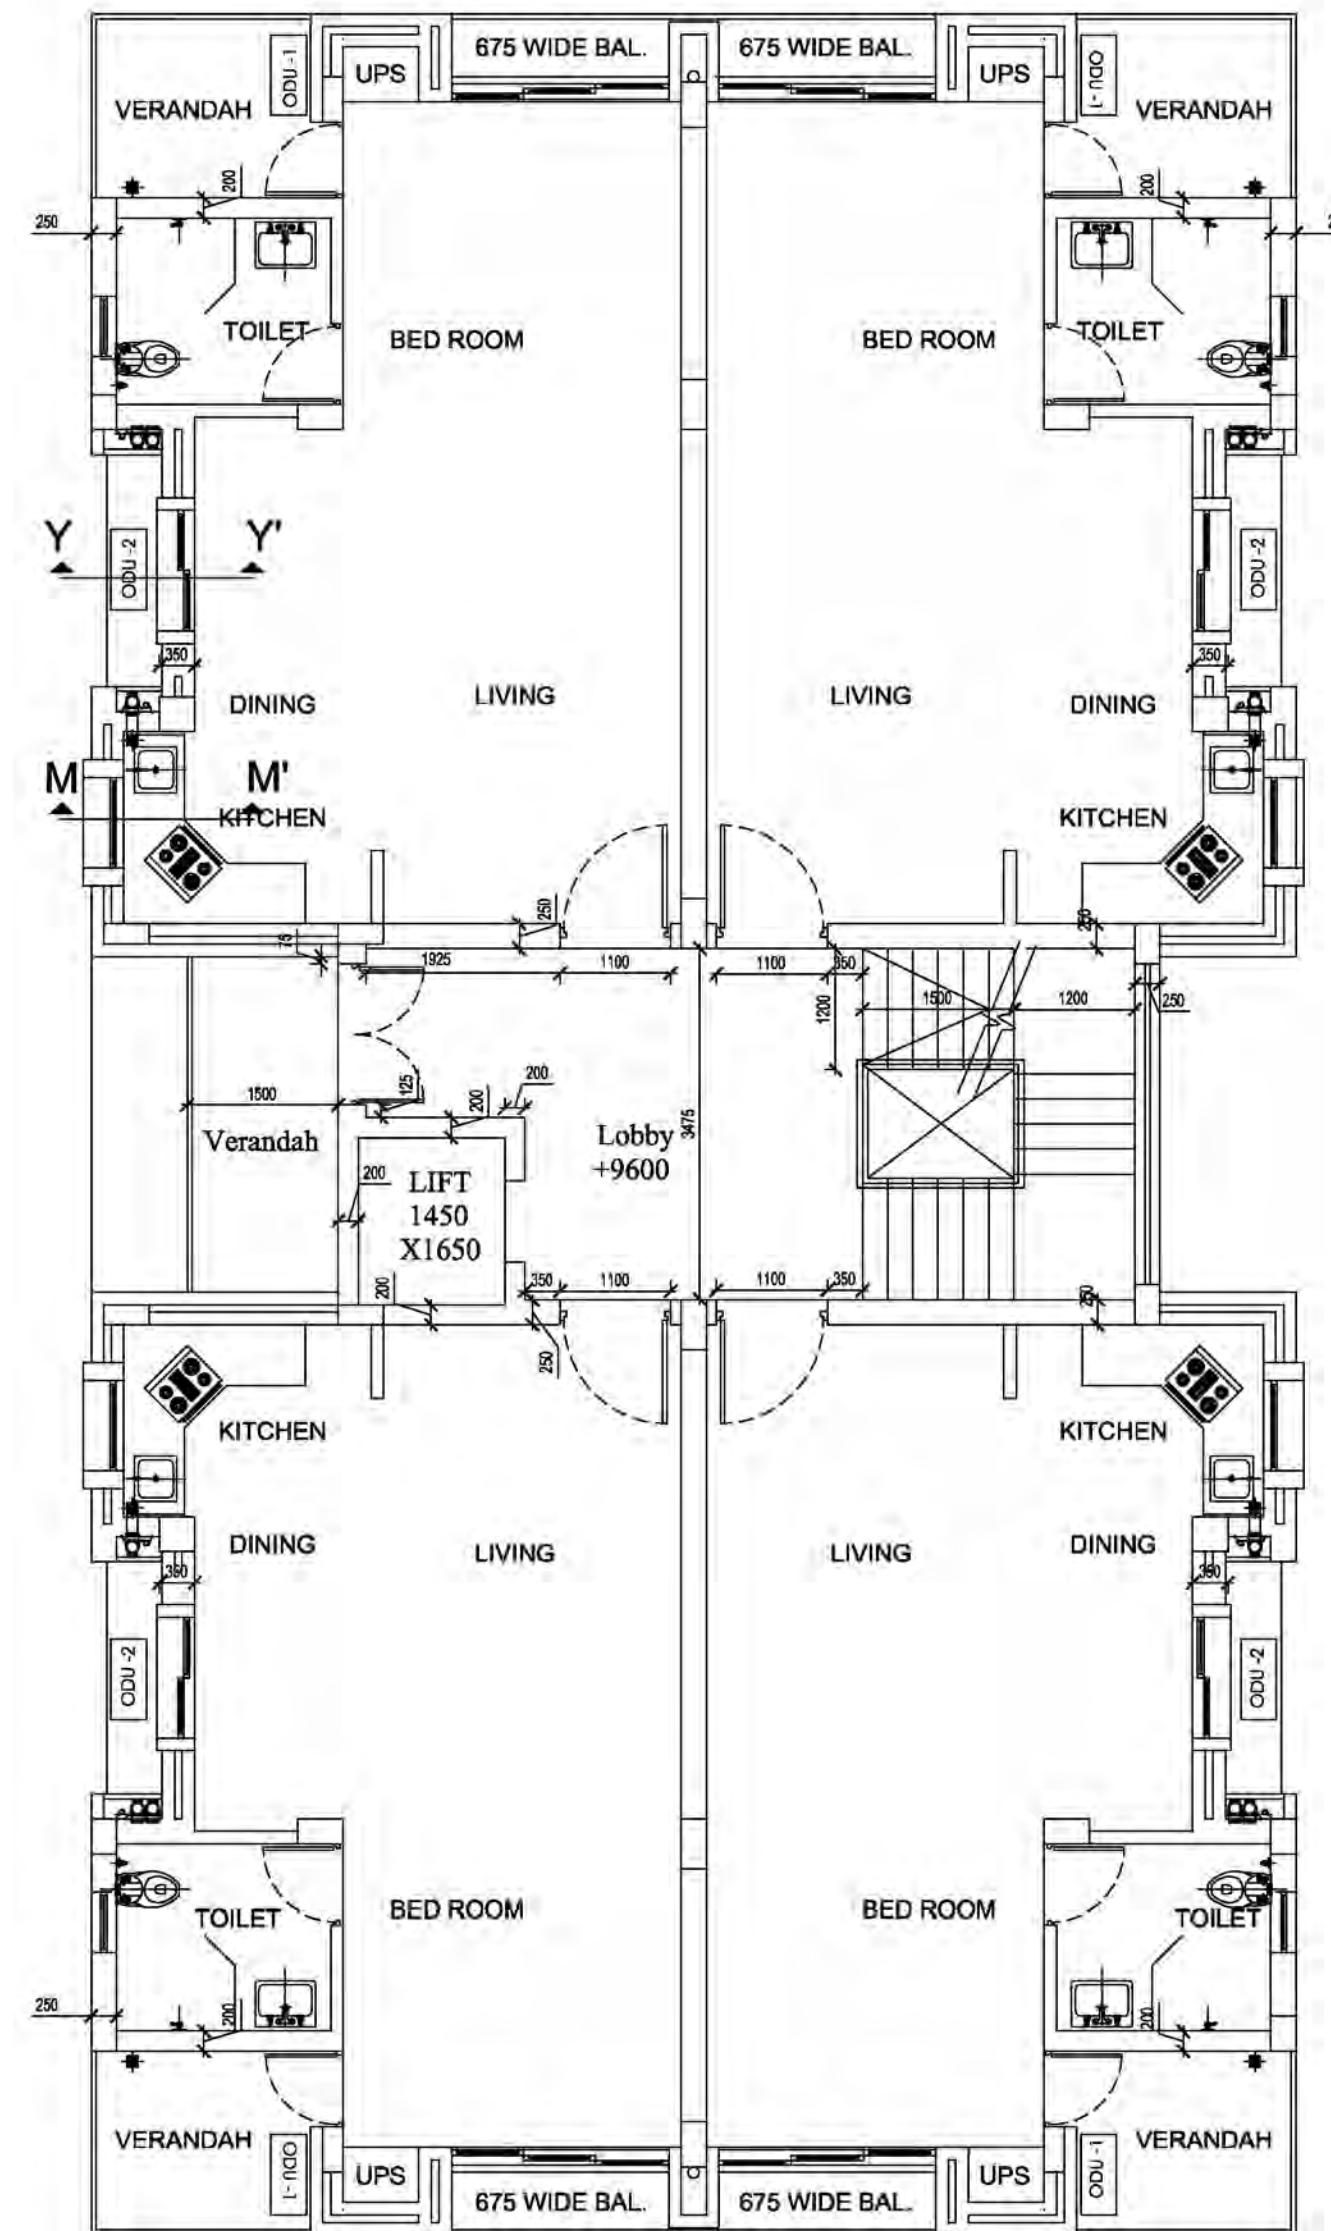 675 WIDE BAL.
675 WIDE BAL.
UPS
ODU -1
UPS
ODU -1
VERANDAH
VERANDAH
200
200
250
TOILET
BED ROOM
BED ROOM
TOILET
Y
Y'
ODU -2
ODU -2
350
350
DINING
LIVING
LIVING
DINING
M
M'
KITCHEN
KITCHEN
250
250
75
1925
1100
1100
350
1500
1200
250
1200
1500
125
200
200
Verandah
Lobby
+9600
3475
200
LIFT
1450
X1650
200
350
1100
1100
350
250
250
KITCHEN
KITCHEN
DINING
LIVING
LIVING
DINING
350
350
ODU -2
ODU -2
TOILET
BED ROOM
BED ROOM
TOILET
250
200
200
VERANDAH
ODU -1
UPS
UPS
ODU -1
VERANDAH
675 WIDE BAL.
675 WIDE BAL.